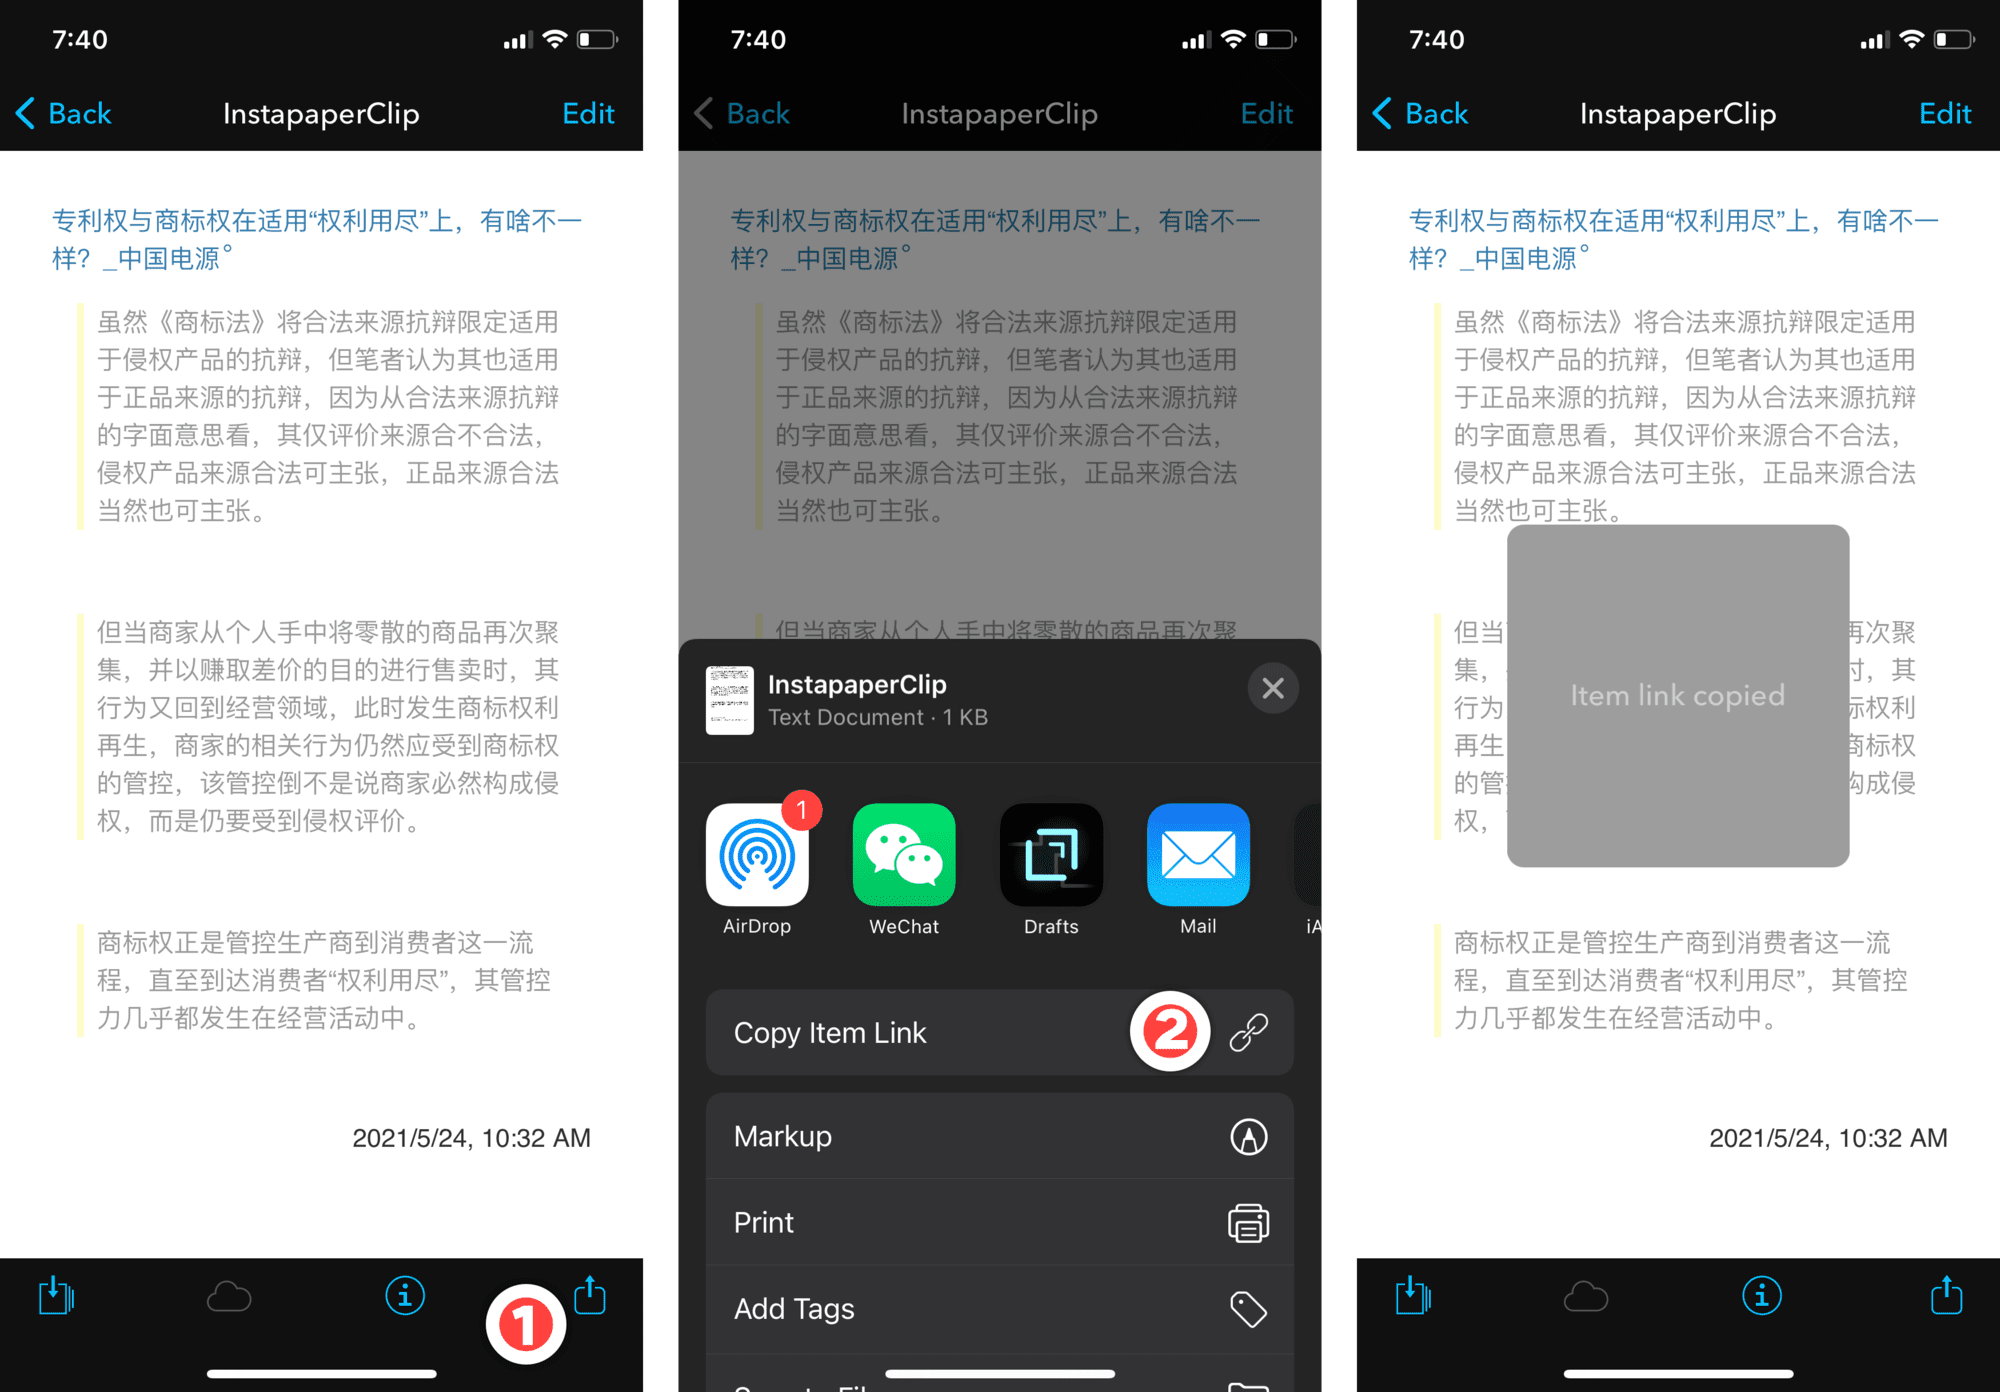 7:40
Back
InstapaperClip
Edit
专利权与商标权在适用“权利用尽”上，有啥不一
样？_中国电源°
虽然《商标法》将合法来源抗辩限定适用
于侵权产品的抗辩，但笔者认为其也适用
于正品来源的抗辩，因为从合法来源抗辩
的字面意思看，其仅评价来源合不合法，
侵权产品来源合法可主张，正品来源合法
当然也可主张。
但当商家从个人手中将零散的商品再次聚
集，并以赚取差价的目的进行售卖时，其
行为又回到经营领域，此时发生商标权利
再生，商家的相关行为仍然应受到商标权
的管控，该管控倒不是说商家必然构成侵
权，而是仍要受到侵权评价。
商标权正是管控生产商到消费者这一流
程，直至到达消费者“权利用尽”，其管控
力几乎都发生在经营活动中。
2021/5/24, 10:32 AM
1
7:40
Back
InstapaperClip
Edit
专利权与商标权在适用“权利用尽”上，有啥不一
样？_中国电源°
虽然《商标法》将合法来源抗辩限定适用
于侵权产品的抗辩，但笔者认为其也适用
于正品来源的抗辩，因为从合法来源抗辩
的字面意思看，其仅评价来源合不合法，
侵权产品来源合法可主张，正品来源合法
当然也可主张。
但当商家从个人手中将零散的商品再次聚
InstapaperClip
Text Document · 1 KB
1
AirDrop
WeChat
Drafts
Mail
iA
Copy Item Link
2
Markup
Print
Add Tags
7:40
Back
InstapaperClip
Edit
专利权与商标权在适用“权利用尽”上，有啥不一
样？_中国电源°
虽然《商标法》将合法来源抗辩限定适用
于侵权产品的抗辩，但笔者认为其也适用
于正品来源的抗辩，因为从合法来源抗辩
的字面意思看，其仅评价来源合不合法，
侵权产品来源合法可主张，正品来源合法
当然也可主张。
但当 再次聚
集， 时，其
行为 标权利
再生 商标权
的管 构成侵
权，
Item link copied
商标权正是管控生产商到消费者这一流
程，直至到达消费者“权利用尽”，其管控
力几乎都发生在经营活动中。
2021/5/24, 10:32 AM